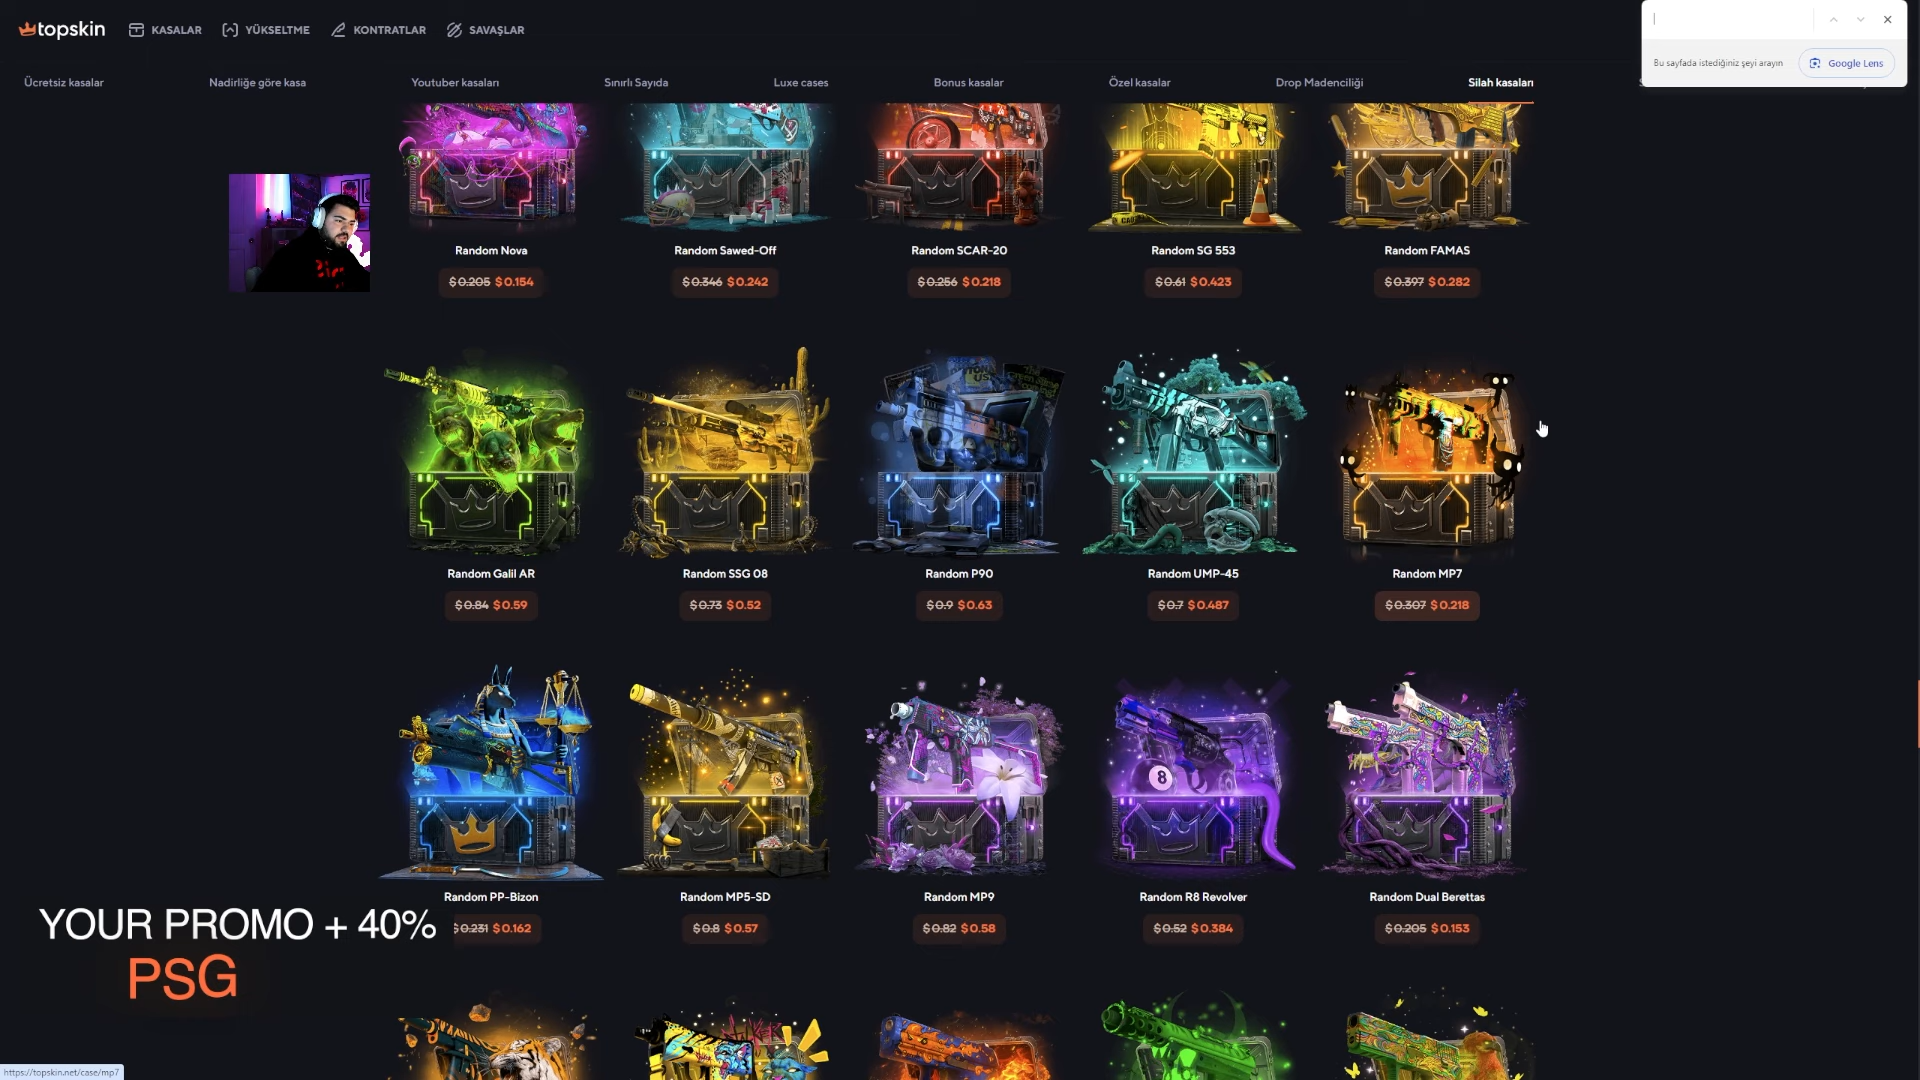 topskin
KASALAR
YÜKSELTME
KONTRATLAR
SAVAŞLAR
Bu sayfada istediğiniz şeyi arayın
Google Lens
Ücretsiz kasalar
Nadirliğe göre kasa
Youtuber kasaları
Sınırlı Sayıda
Luxe cases
Bonus kasalar
Özel kasalar
Drop Madenciliği
Silah kasaları
Random Nova
Random Sawed-Off
Random SCAR-20
Random SG 553
Random FAMAS
$0.205 $0.154
$0.346 $0.242
$0.256 $0.218
$0.61 $0.423
$0.397 $0.282
Random Galil AR
Random SSG 08
Random P90
Random UMP-45
Random MP7
$0.84 $0.59
$0.73 $0.52
$0.9 $0.63
$0.7 $0.487
$0.307 $0.218
8
Random PP-Bizon
Random MP5-SD
Random MP9
Random R8 Revolver
Random Dual Berettas
$0.231 $0.162
$0.8 $0.57
$0.82 $0.58
$0.52 $0.384
$0.205 $0.153
YOUR PROMO + 40%
PSG
https://topskin.net/case/mp7